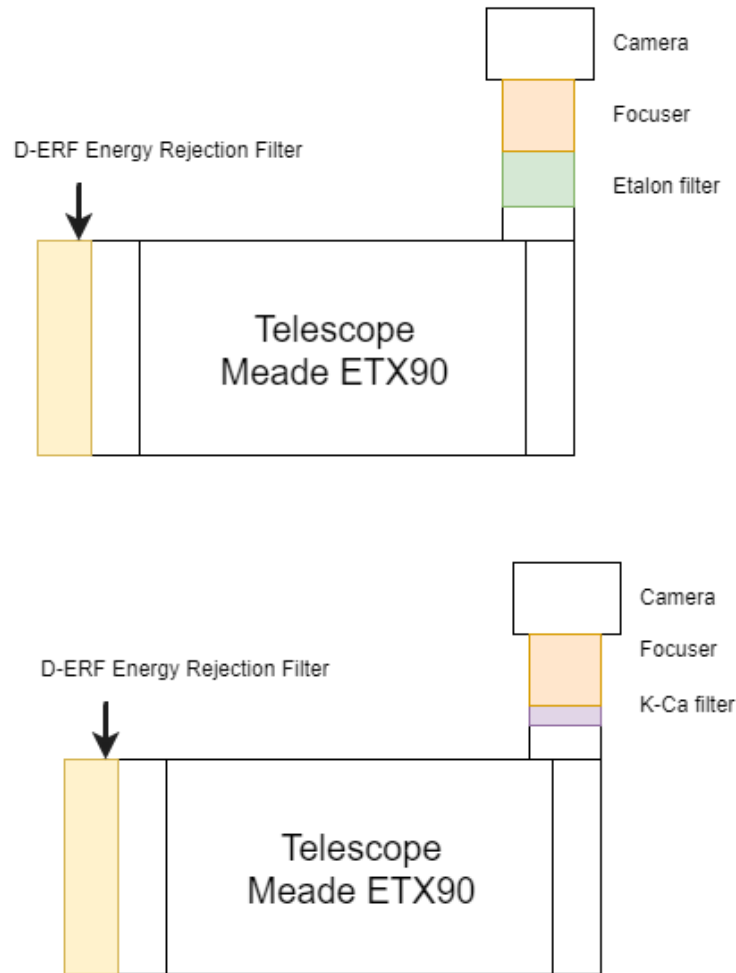 Camera
Focuser
D-ERF Energy Rejection Filter
Etalon filter
Telescope
Meade ETX90
Camera
Focuser
D-ERF Energy Rejection Filter
K-Ca filter
Telescope
Meade ETX90